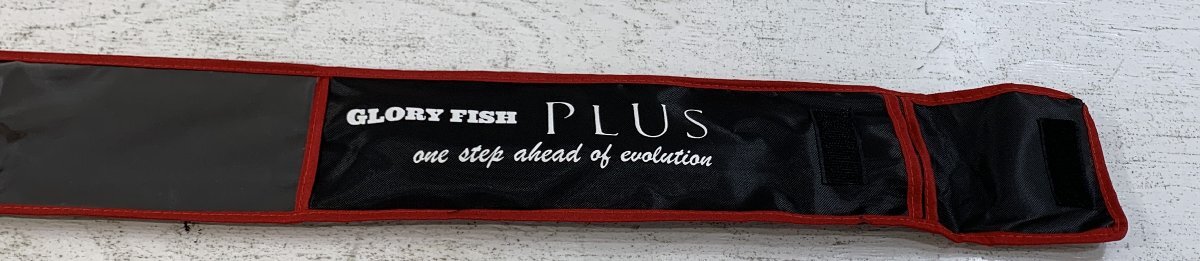 GLORY FISH PLUS
one step ahead of evolution